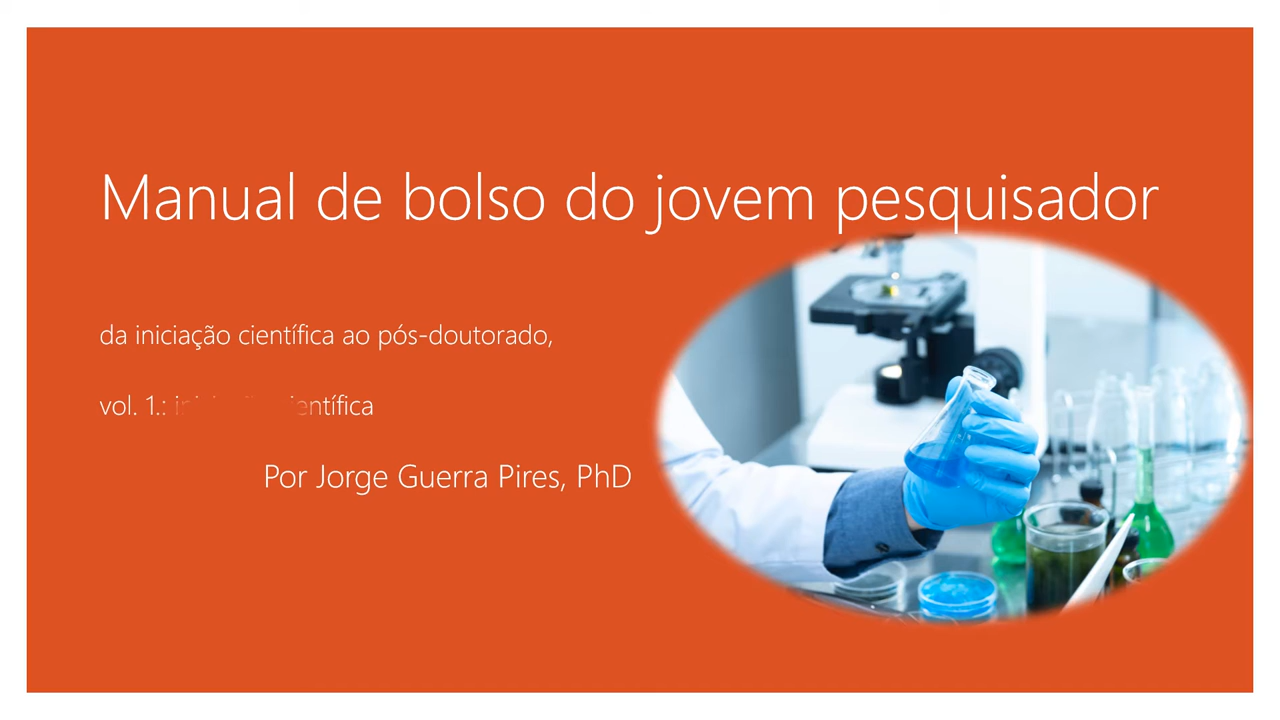 Manual de bolso do jovem pesquisador
da iniciação científica ao pós-doutorado,
vol. 1.: científica
Por Jorge Guerra Pires, PhD